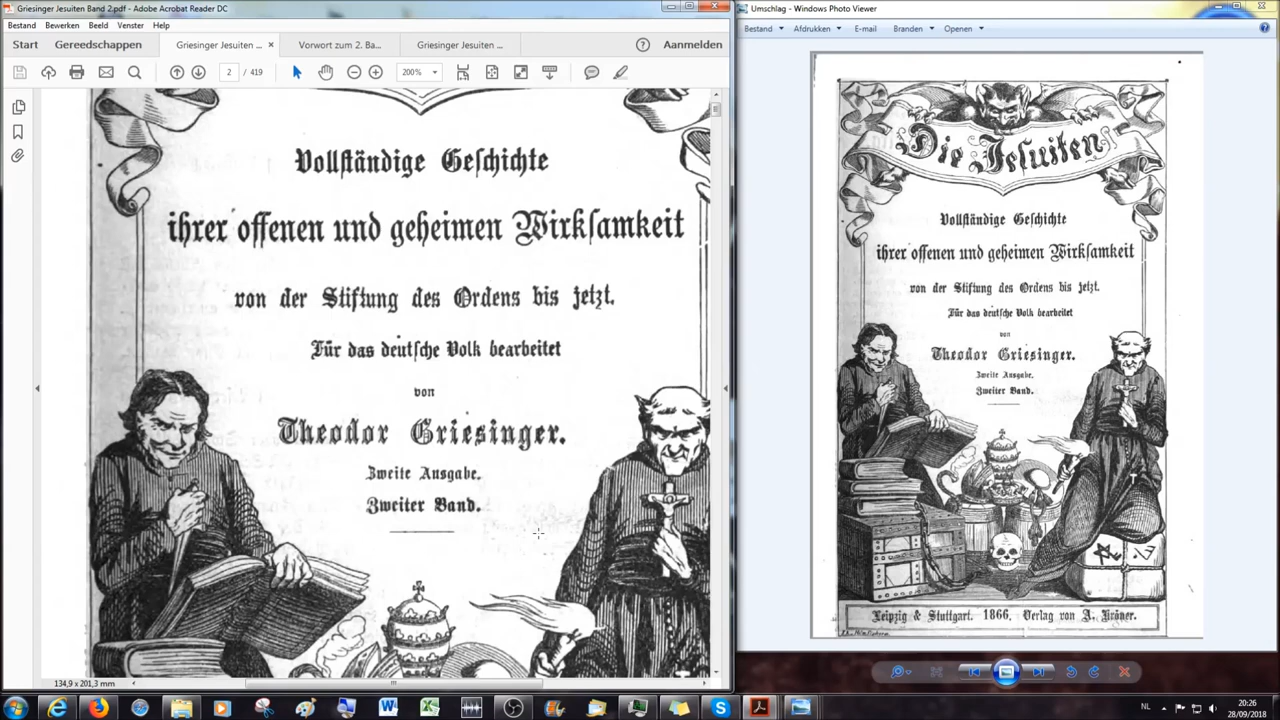 Griesinger Jesuiten Band 2.pdf - Adobe Acrobat Reader DC
Bestand Bewerken Beeld Venster Help
Start Gereedschappen Griesinger Jesuiten ... × Vorwort zum 2. Ba... Griesinger Jesuiten ... Aanmelden
2 / 419 200%
Vollständige Geschichte
ihrer offenen und geheimen Wirksamkeit
von der Stiftung des Ordens bis jetzt.
Für das deutsche Volk bearbeitet
von
Theodor Griesinger.
Zweite Ausgabe.
Zweiter Band.
134,9 x 201,3 mm
Umschlag - Windows Photo Viewer
Bestand Afdrukken E-mail Branden Openen
Die Jesuiten
Vollständige Geschichte
ihrer offenen und geheimen Wirksamkeit
von der Stiftung des Ordens bis jetzt.
Für das deutsche Volk bearbeitet
von
Theodor Griesinger.
Zweite Ausgabe.
Zweiter Band.
Leipzig & Stuttgart. 1866. Verlag von A. Kröner.
NL 20:26
28/09/2018